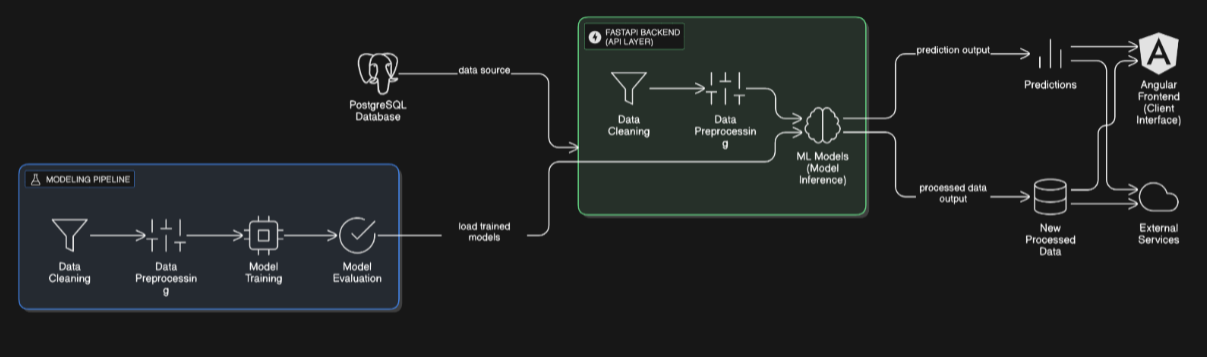 FASTAPI BACKEND
(API LAYER)
data source
prediction output
PostgreSQL
Database
Data
Cleaning
Data
Preprocessin
g
ML Models
(Model
Inference)
Predictions
Angular
Frontend
(Client
Interface)
MODELING PIPELINE
processed data
output
load trained
models
New
Processed
Data
External
Services
Data
Cleaning
Data
Preprocessin
g
Model
Training
Model
Evaluation
A